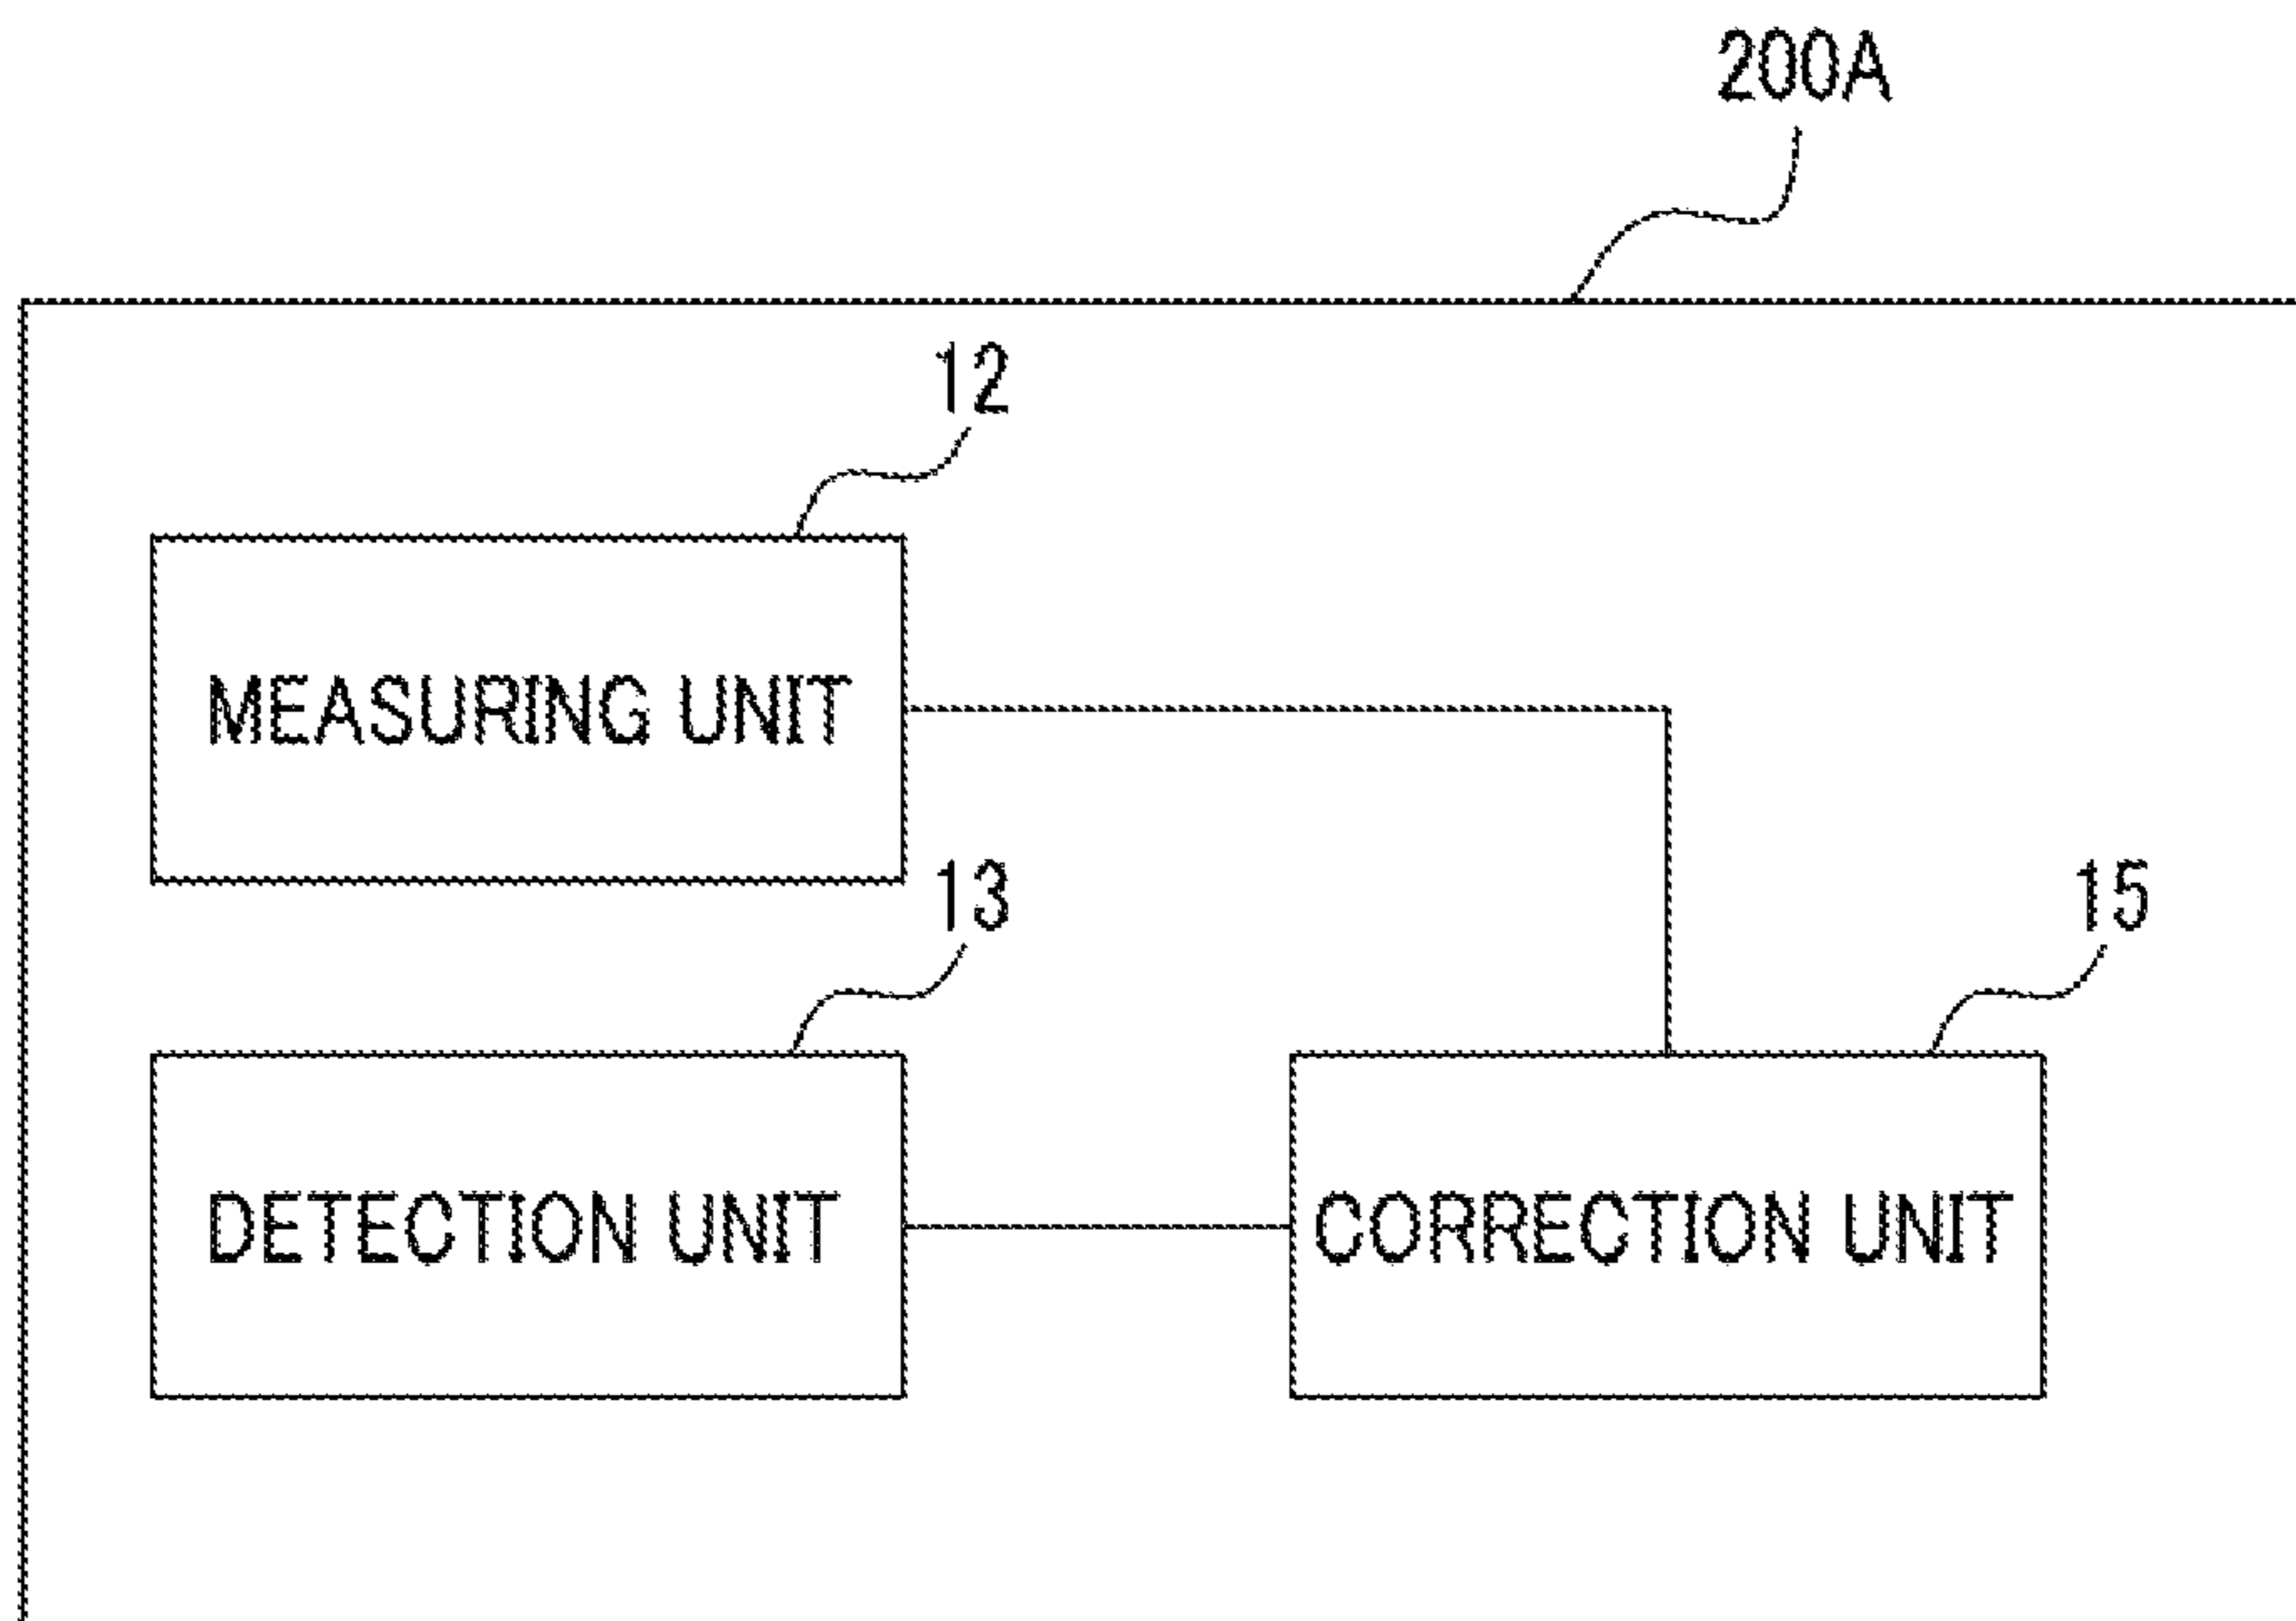 200A
12
MEASURING UNIT
13
15
DETECTION UNIT
CORRECTION UNIT